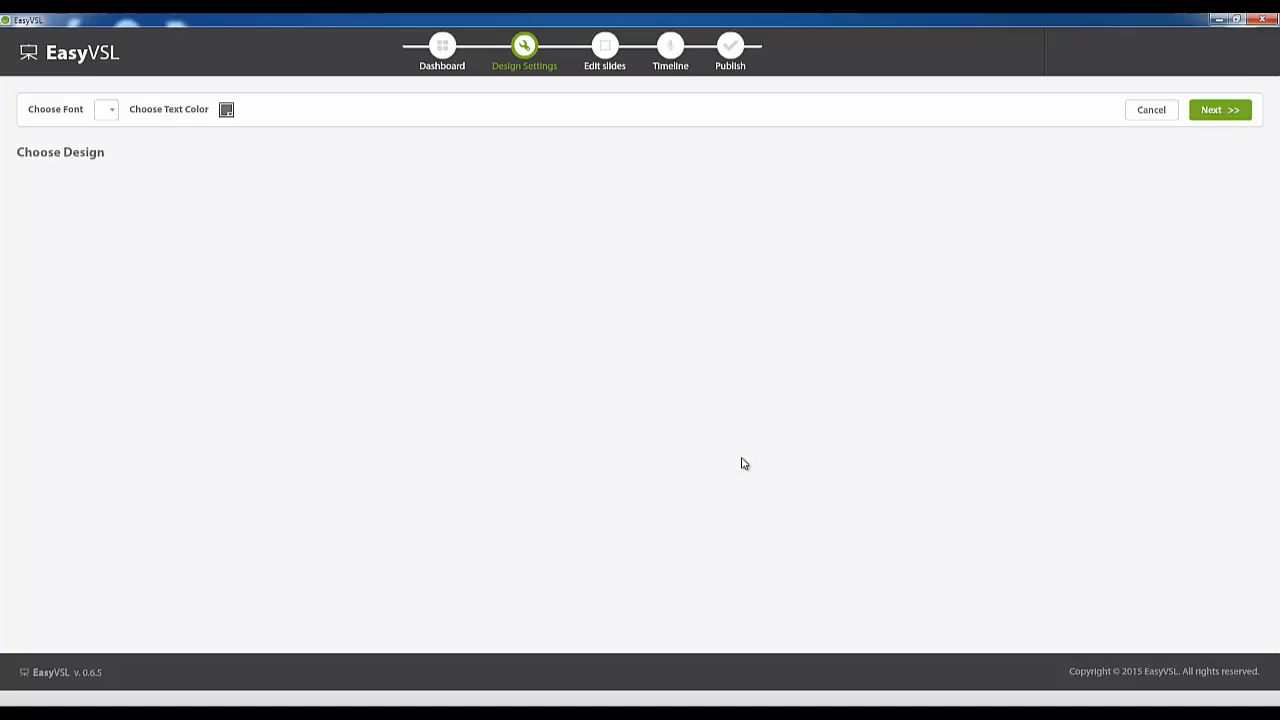 EasyVSL
EasyVSL
Dashboard
Design Settings
Edit slides
Timeline
Publish
Choose Font
Choose Text Color
Cancel
Next >>
Choose Design
EasyVSL v. 0.6.5
Copyright © 2015 EasyVSL. All rights reserved.